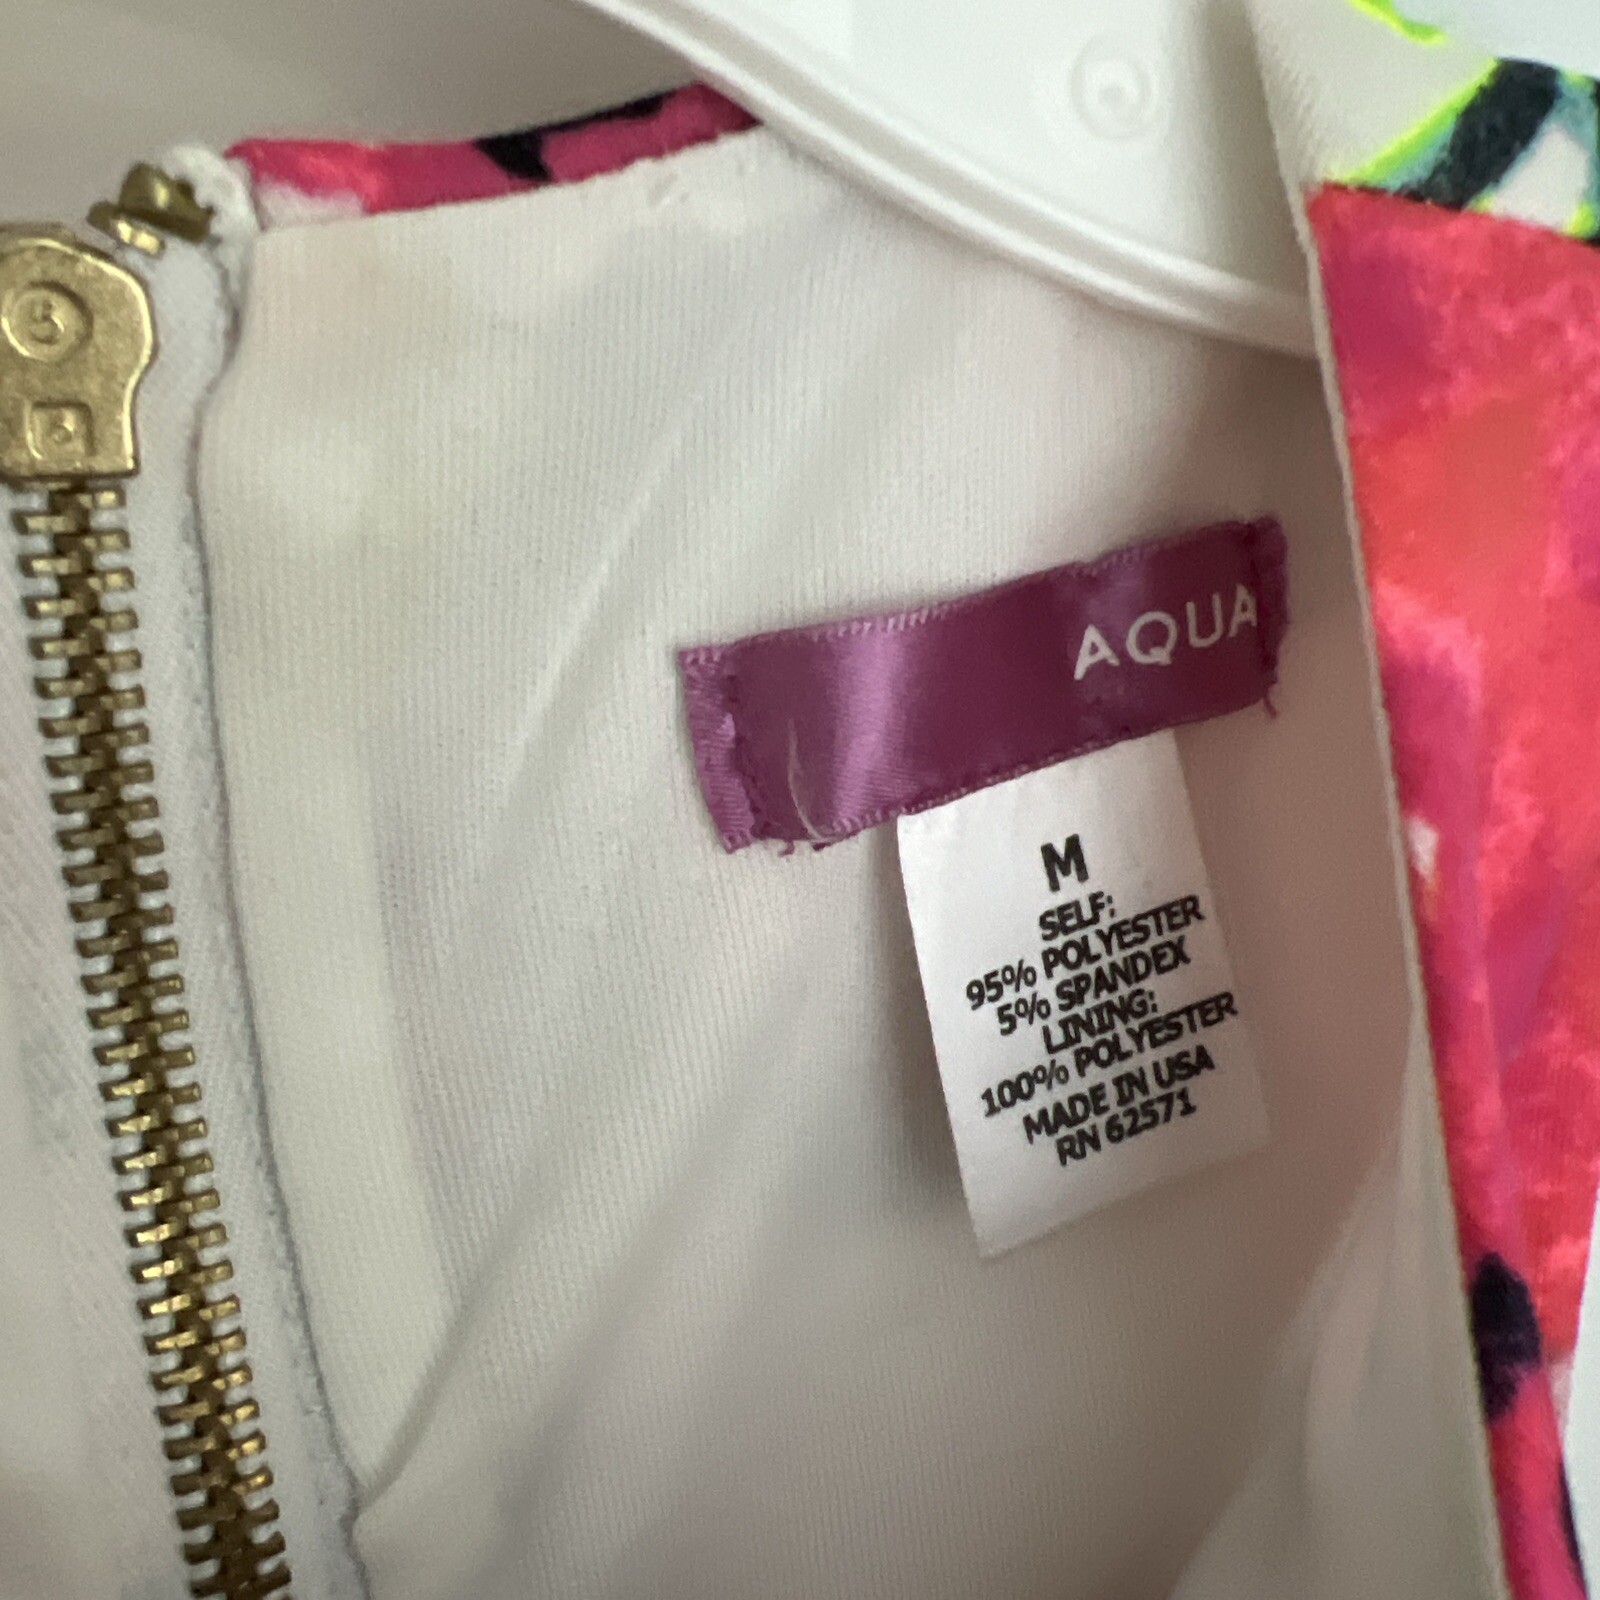 AQUA
M
SELF:
95% POLYESTER
5% SPANDEX
LINING:
100% POLYESTER
MADE IN USA
RN 62571